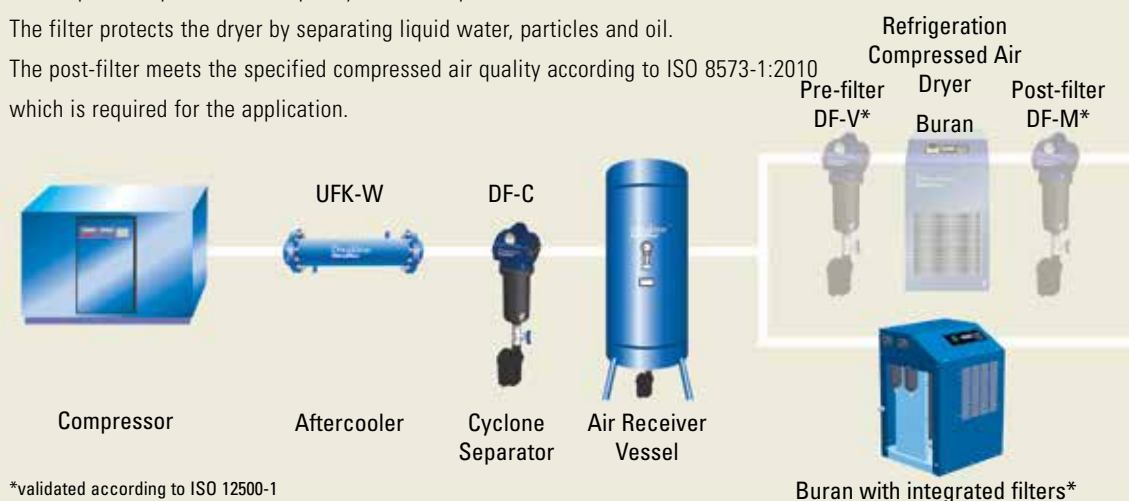 The filter protects the dryer by separating liquid water, particles and oil.
The post-filter meets the specified compressed air quality according to ISO 8573-1:2010
which is required for the application.
Refrigeration
Compressed Air
Dryer
Buran
Pre-filter
DF-V*
Post-filter
DF-M*
UFK-W
DF-C
Compressor
Aftercooler
Cyclone
Separator
Air Receiver
Vessel
Buran with integrated filters*
*validated according to ISO 12500-1